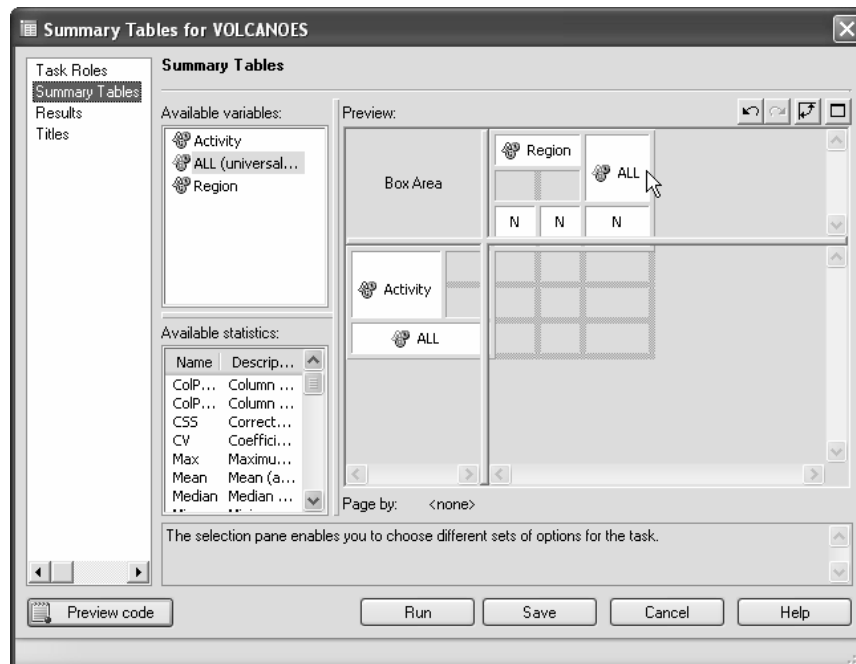 Summary Tables for VOLCANOES
Task Roles
Summary Tables
Results
Titles
Summary Tables
Available variables:
Activity
ALL (universal...
Region
Available statistics:
Name Descrip...
ColP... Column ...
ColP... Column ...
CSS Correct...
CV Coeffici...
Max Maximu...
Mean Mean (a...
Median Median ...
Preview:
Box Area
Region
ALL
N N N
Activity
ALL
Page by: <none>
The selection pane enables you to choose different sets of options for the task.
Preview code
Run
Save
Cancel
Help